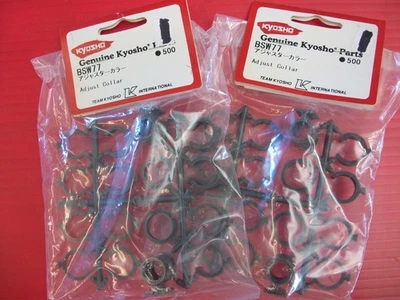 KYOSHO
Genuine Kyosho
BSW77
● 500
アジャスターカラー
Adjust Collar
TEAM KYOSHO K INTERNATIONAL
KYOSHO
Genuine Kyosho Parts
BSW77
● 500
アジャスターカラー
Adjust Collar
TEAM KYOSHO K INTERNATIONAL